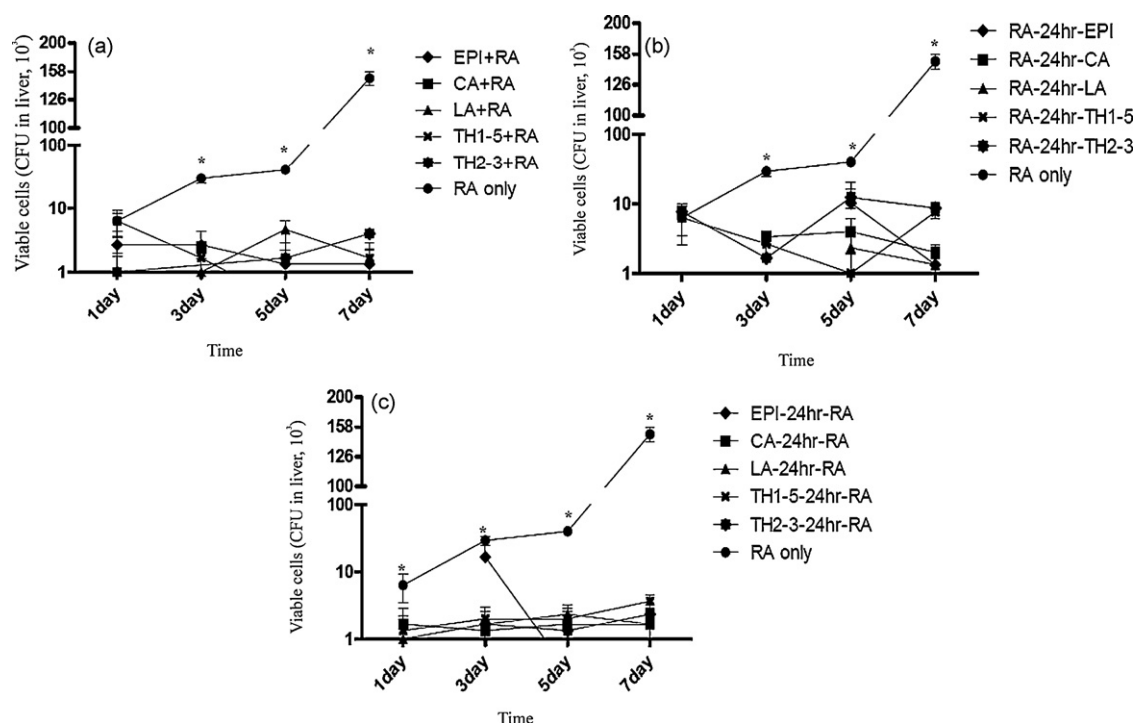 (a)
Viable cells (CFU in liver, 10³)
200
158
126
100
100
10
1
1day
3day
5day
7day
Time
*
*
*
EPI+RA
CA+RA
LA+RA
TH1-5+RA
TH2-3+RA
RA only
(b)
Viable cells (CFU in liver, 10³)
200
158
126
100
100
10
1
1day
3day
5day
7day
Time
*
*
*
RA-24hr-EPI
RA-24hr-CA
RA-24hr-LA
RA-24hr-TH1-5
RA-24hr-TH2-3
RA only
(c)
Viable cells (CFU in liver, 10³)
200
158
126
100
100
10
1
1day
3day
5day
7day
Time
*
*
*
*
EPI-24hr-RA
CA-24hr-RA
LA-24hr-RA
TH1-5-24hr-RA
TH2-3-24hr-RA
RA only